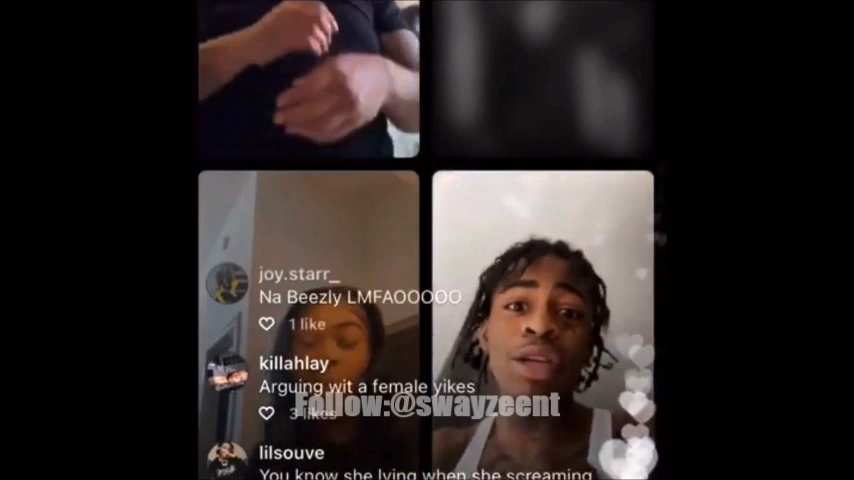 joy.starr_
Na Beezly LMFAOOOOO
1 like
killahlay
Arguing wit a female yikes
3 likes
Follow:@swayzeent
lilsouve
You know she lying when she screaming